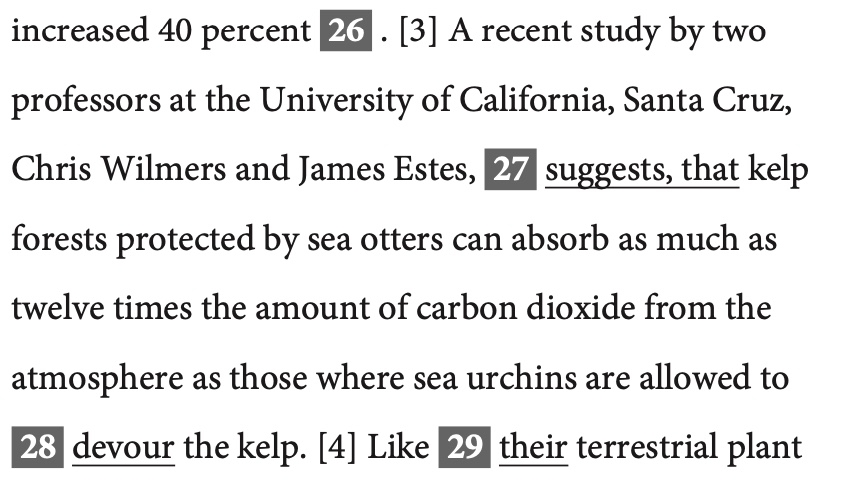 increased 40 percent 26 . [3] A recent study by two
professors at the University of California, Santa Cruz,
Chris Wilmers and James Estes, 27 suggests, that kelp
forests protected by sea otters can absorb as much as
twelve times the amount of carbon dioxide from the
atmosphere as those where sea urchins are allowed to
28 devour the kelp. [4] Like 29 their terrestrial plant